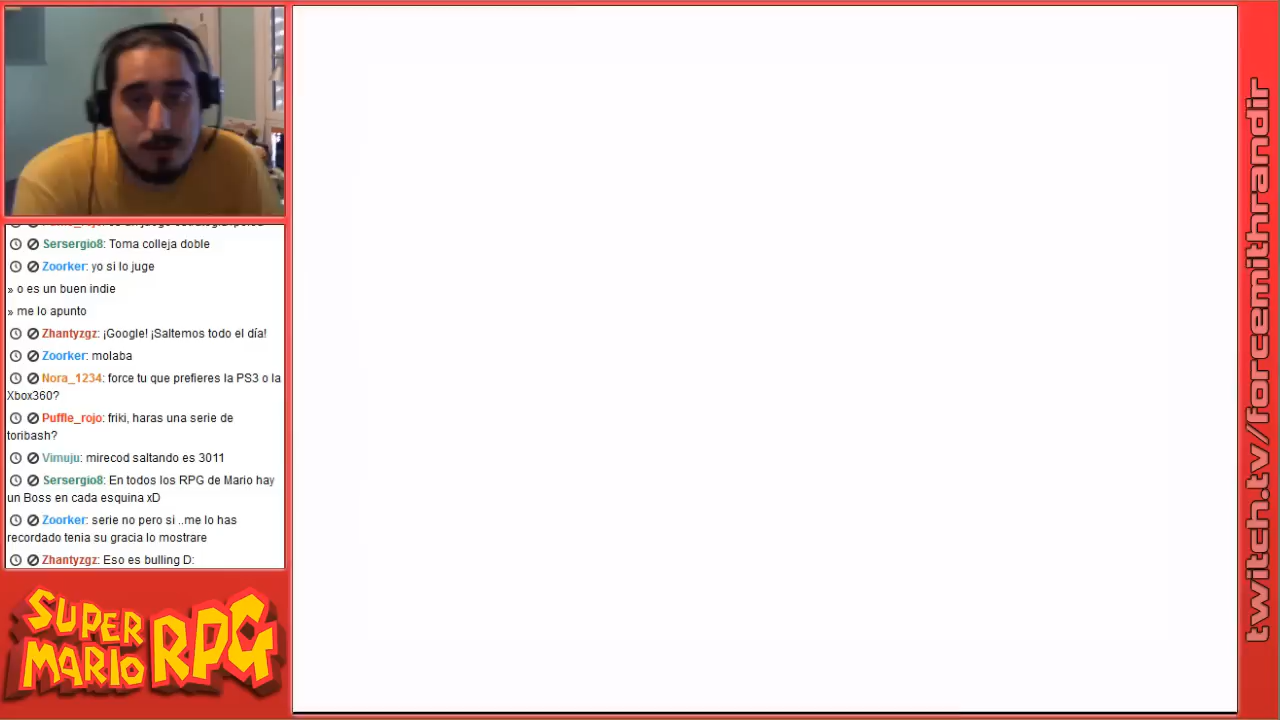 Sersergio8: Toma colleja doble
Zoorker: yo si lo juge
» o es un buen indie
» me lo apunto
Zhantyzgz: ¡Google! ¡Saltemos todo el día!
Zoorker: molaba
Nora_1234: force tu que prefieres la PS3 o la
Xbox360?
Puffle_rojo: friki, haras una serie de
toribash?
Vimuju: mirecod saltando es 3011
Sersergio8: En todos los RPG de Mario hay
un Boss en cada esquina xD
Zoorker: serie no pero si ..me lo has
recordado tenia su gracia lo mostrare
Zhantyzgz: Eso es bulling D:
SUPER
MARIO RPG
twitch.tv/forcemithrandir